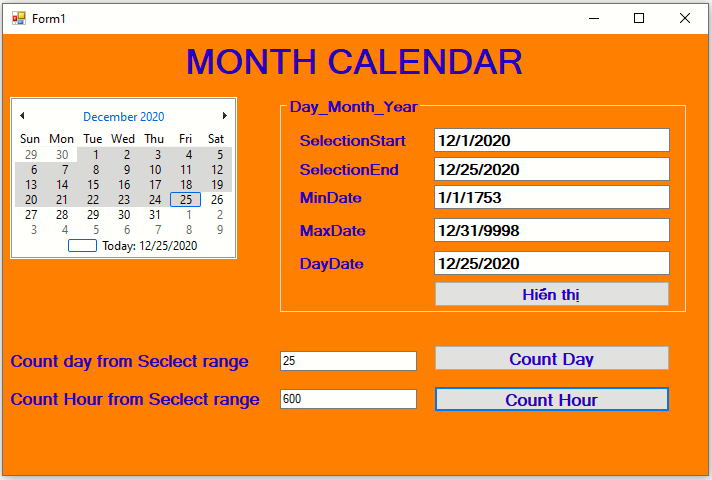 Form1
MONTH CALENDAR
December 2020
Sun Mon Tue Wed Thu Fri Sat
29 30 1 2 3 4 5
6 7 8 9 10 11 12
13 14 15 16 17 18 19
20 21 22 23 24 25 26
27 28 29 30 31 1 2
3 4 5 6 7 8 9
Today: 12/25/2020
Day_Month_Year
SelectionStart 12/1/2020
SelectionEnd 12/25/2020
MinDate 1/1/1753
MaxDate 12/31/9998
DayDate 12/25/2020
Hiển thị
Count day from Seclect range 25 Count Day
Count Hour from Seclect range 600 Count Hour